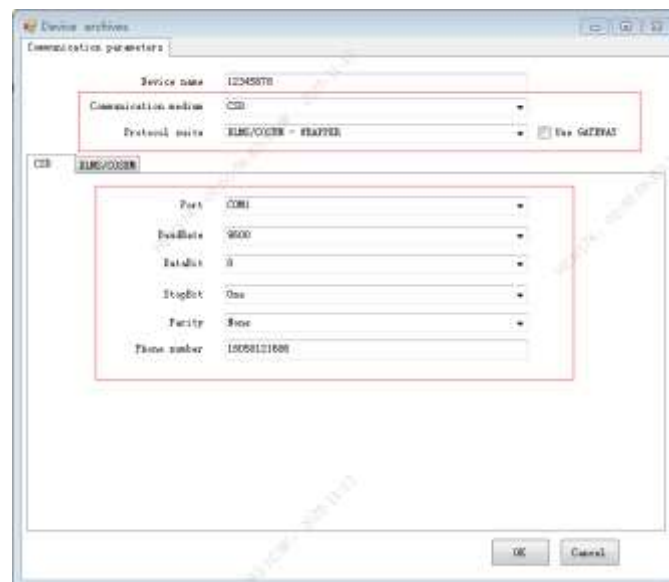 Device archives
Communication parameters
Device name 12345678
Communication medium CSD
Protocol suite DLMS/COSEM - WRAPPER Use GATEWAY
CSD DLMS/COSEM
Port COM1
BaudRate 9600
DataBit 8
StopBit One
Parity None
Phone number
OK Cancel